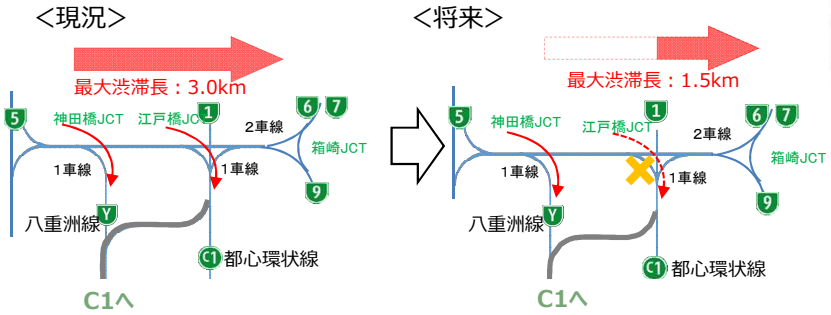 ＜現況＞
最大渋滞長：3.0km
5
神田橋JCT
江戸橋JCT
1
6
7
2車線
箱崎JCT
1車線
1車線
9
Y
八重洲線
C1
都心環状線
C1へ
＜将来＞
最大渋滞長：1.5km
5
神田橋JCT
江戸橋JCT
1
6
7
2車線
箱崎JCT
1車線
1車線
9
Y
八重洲線
C1
都心環状線
C1へ